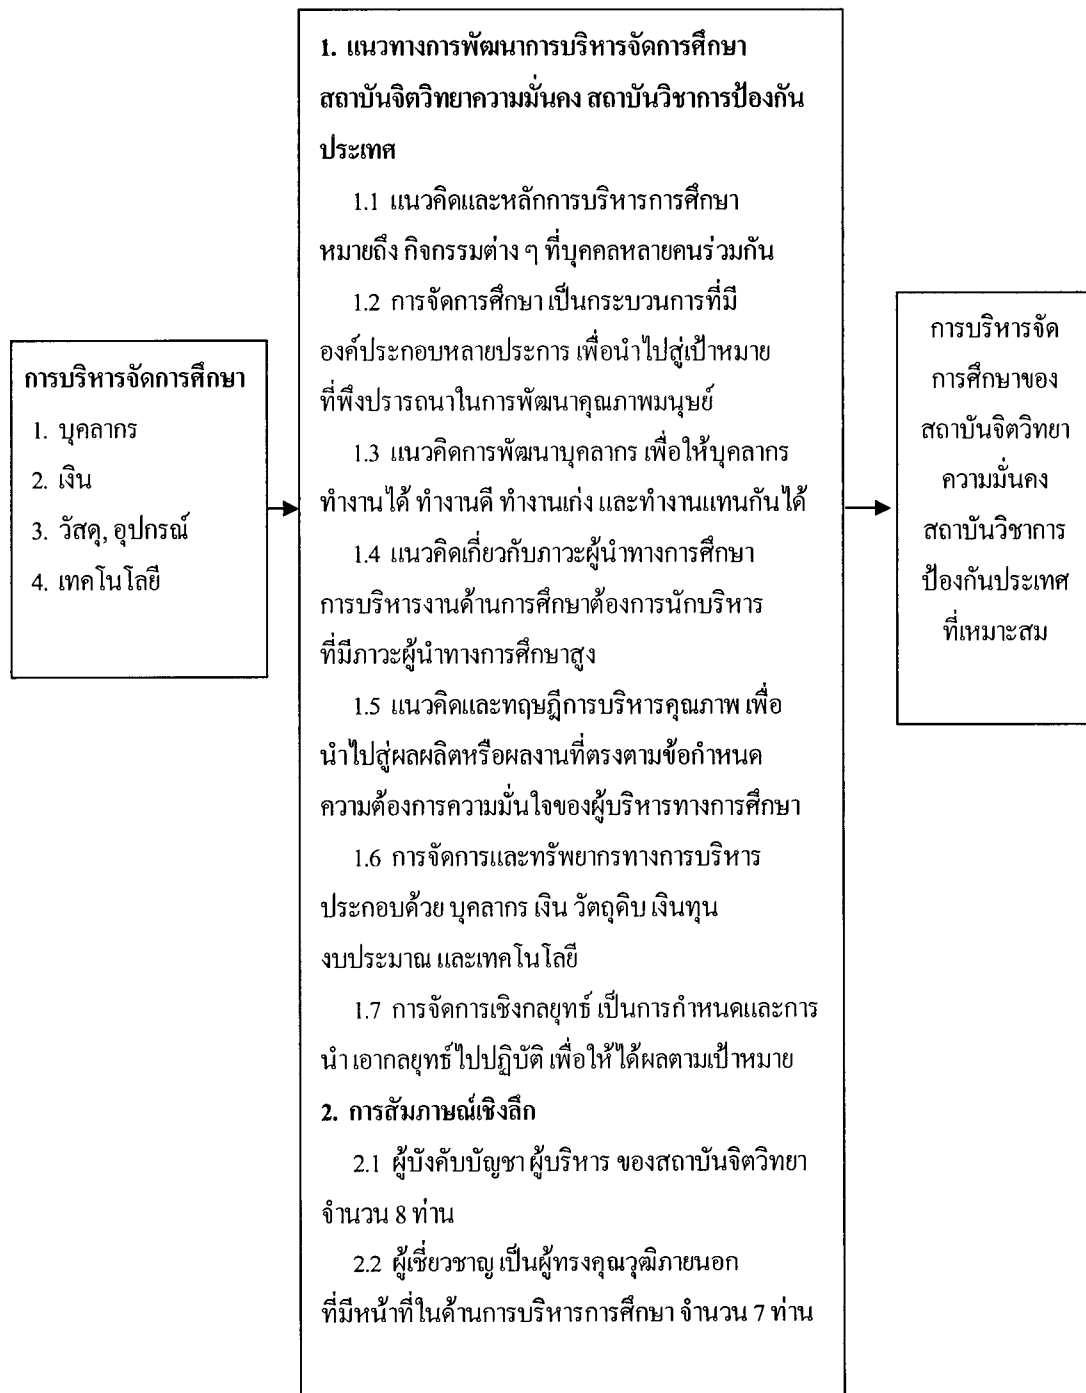 การบริหารจัดการศึกษา
1. บุคลากร
2. เงิน
3. วัสดุ, อุปกรณ์
4. เทคโนโลยี
1. แนวทางการพัฒนาการบริหารจัดการศึกษา
สถาบันจิตวิทยาความมั่นคง สถาบันวิชาการป้องกัน
ประเทศ
1.1 แนวคิดและหลักการบริหารการศึกษา
หมายถึง กิจกรรมต่าง ๆ ที่บุคคลหลายคนร่วมกัน
1.2 การจัดการศึกษา เป็นกระบวนการที่มี
องค์ประกอบหลายประการ เพื่อนำไปสู่เป้าหมาย
ที่พึงปรารถนาในการพัฒนาคุณภาพมนุษย์
1.3 แนวคิดการพัฒนาบุคลากร เพื่อให้บุคลากร
ทำงานได้ ทำงานดี ทำงานเก่ง และทำงานแทนกันได้
1.4 แนวคิดเกี่ยวกับภาวะผู้นำทางการศึกษา
การบริหารงานด้านการศึกษาต้องการนักบริหาร
ที่มีภาวะผู้นำทางการศึกษาสูง
1.5 แนวคิดและทฤษฎีการบริหารคุณภาพ เพื่อ
นำไปสู่ผลผลิตหรือผลงานที่ตรงตามข้อกำหนด
ความต้องการความมั่นใจของผู้บริหารทางการศึกษา
1.6 การจัดการและทรัพยากรทางการบริหาร
ประกอบด้วย บุคลากร เงิน วัตถุดิบ เงินทุน
งบประมาณ และเทคโนโลยี
1.7 การจัดการเชิงกลยุทธ์ เป็นการกำหนดและการ
นำเอากลยุทธ์ไปปฏิบัติ เพื่อให้ได้ผลตามเป้าหมาย
2. การสัมภาษณ์เชิงลึก
2.1 ผู้บังคับบัญชา ผู้บริหาร ของสถาบันจิตวิทยา
จำนวน 8 ท่าน
2.2 ผู้เชี่ยวชาญ เป็นผู้ทรงคุณวุฒิภายนอก
ที่มีหน้าที่ในด้านการบริหารการศึกษา จำนวน 7 ท่าน
การบริหารจัด
การศึกษาของ
สถาบันจิตวิทยา
ความมั่นคง
สถาบันวิชาการ
ป้องกันประเทศ
ที่เหมาะสม